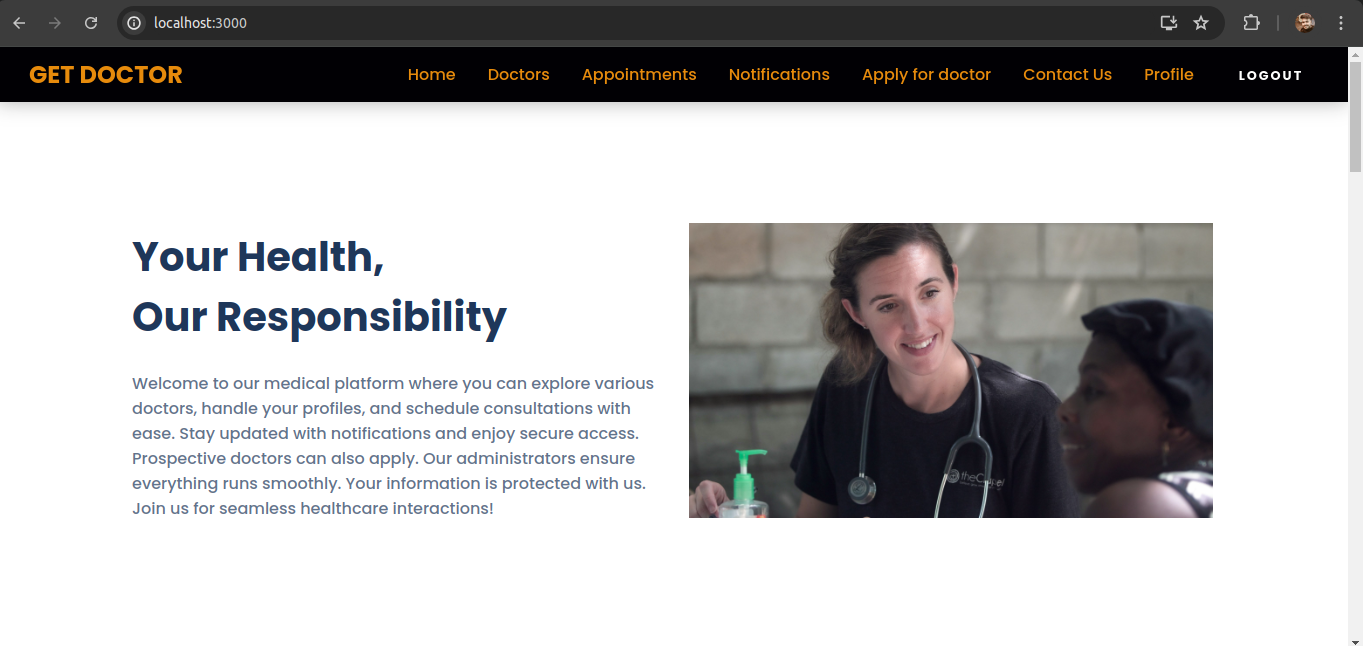 localhost:3000
GET DOCTOR
Home
Doctors
Appointments
Notifications
Apply for doctor
Contact Us
Profile
LOGOUT
Your Health,
Our Responsibility
Welcome to our medical platform where you can explore various
doctors, handle your profiles, and schedule consultations with
ease. Stay updated with notifications and enjoy secure access.
Prospective doctors can also apply. Our administrators ensure
everything runs smoothly. Your information is protected with us.
Join us for seamless healthcare interactions!